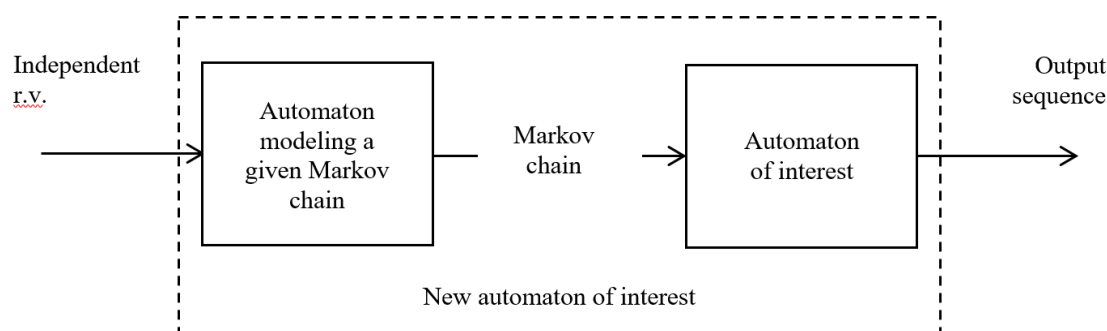 Independent
r.v.
Automaton
modeling a
given Markov
chain
Markov
chain
Automaton
of interest
Output
sequence
New automaton of interest